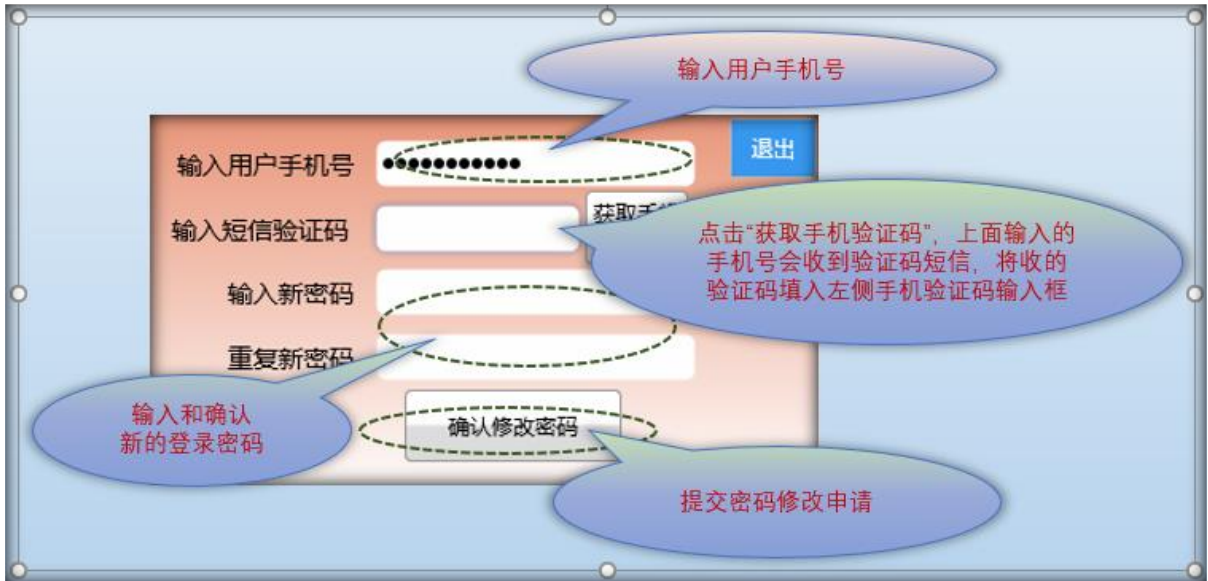 输入用户手机号
输入用户手机号
●●●●●●●●●●●
退出
输入短信验证码
获取手
点击“获取手机验证码”，上面输入的
手机号会收到验证码短信，将收的
验证码填入左侧手机验证码输入框
输入新密码
重复新密码
输入和确认
新的登录密码
确认修改密码
提交密码修改申请